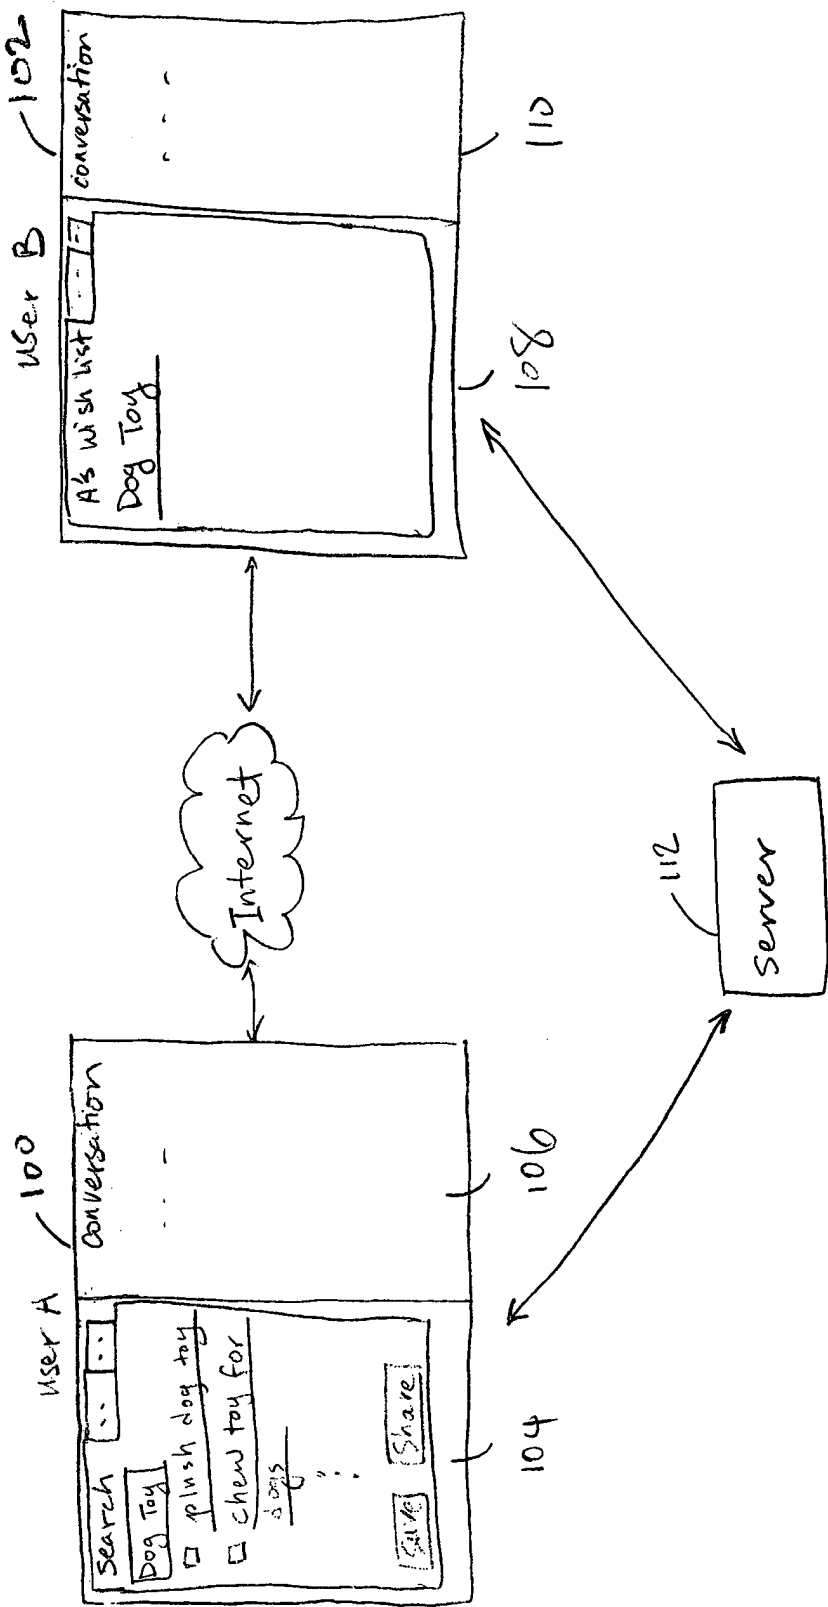 User A
100
Search
..
..
Dog Toy
plush dog toy
chew toy for
dogs
Save
Share
Conversation
...
104
106
Internet
User B
102
A's wish list
...
..
Dog Toy
conversation
...
108
110
112
Server